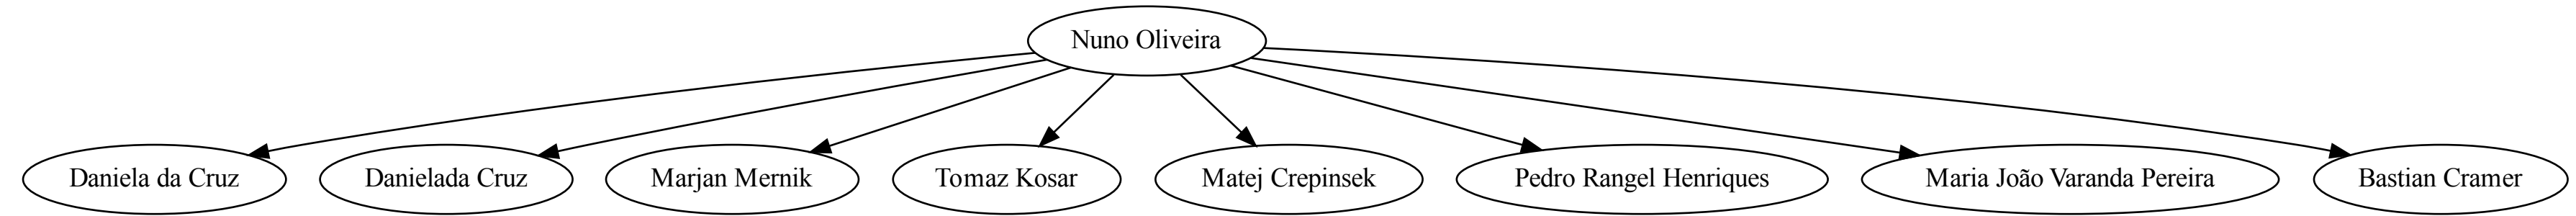 Nuno Oliveira
Daniela da Cruz
Danielada Cruz
Marjan Mernik
Tomaz Kosar
Matej Crepinsek
Pedro Rangel Henriques
Maria João Varanda Pereira
Bastian Cramer